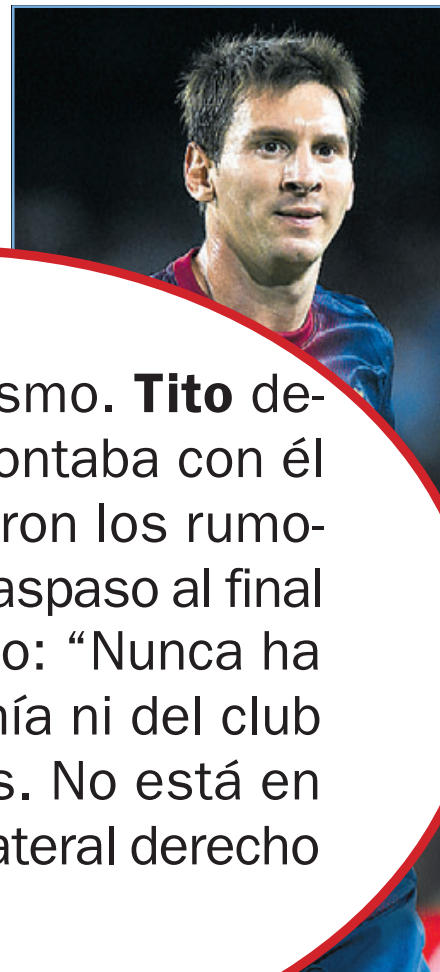 smo. Tito de-
ontaba con él
ron los rumo-
aspaso al final
o: “Nunca ha
nía ni del club
s. No está en
ateral derecho